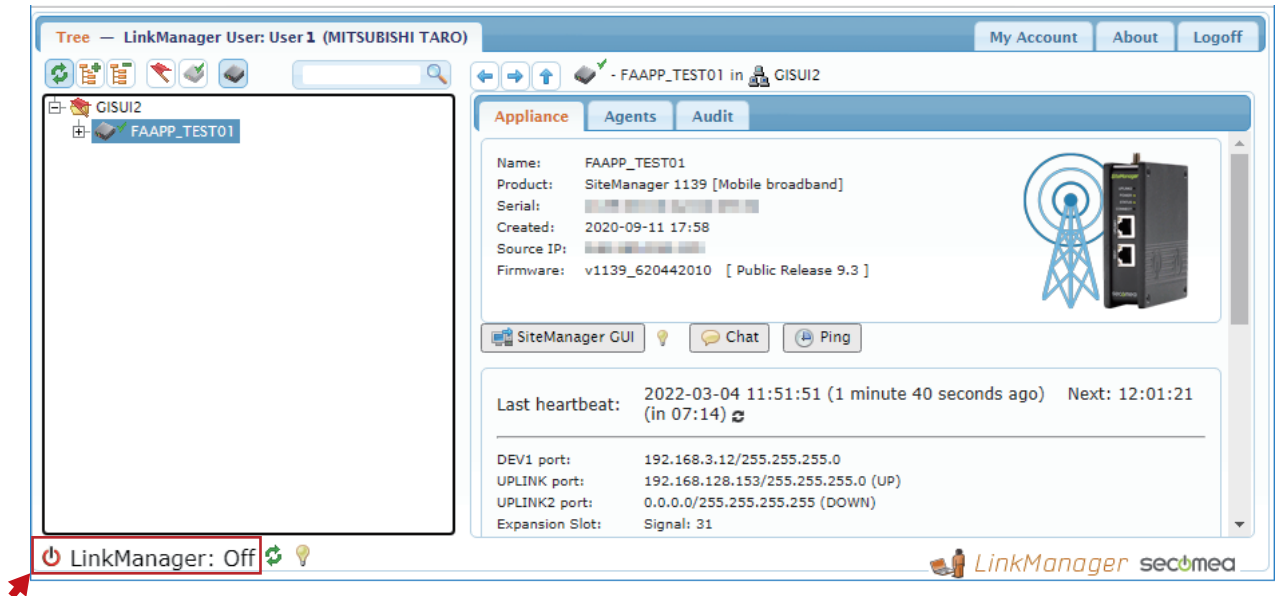 Tree — LinkManager User: User1 (MITSUBISHI TARO)
My Account About Logoff
- FAAPP_TEST01 in GISUI2
GISUI2
FAAPP_TEST01
Appliance Agents Audit
Name: FAAPP_TEST01
Product: SiteManager 1139 [Mobile broadband]
Serial:
Created: 2020-09-11 17:58
Source IP:
Firmware: v1139_620442010 [ Public Release 9.3 ]
SiteManager GUI Chat Ping
Last heartbeat: 2022-03-04 11:51:51 (1 minute 40 seconds ago) Next: 12:01:21
(in 07:14)
DEV1 port: 192.168.3.12/255.255.255.0
UPLINK port: 192.168.128.153/255.255.255.0 (UP)
UPLINK2 port: 0.0.0.0/255.255.255.255 (DOWN)
Expansion Slot: Signal: 31
LinkManager: Off
LinkManager secomea